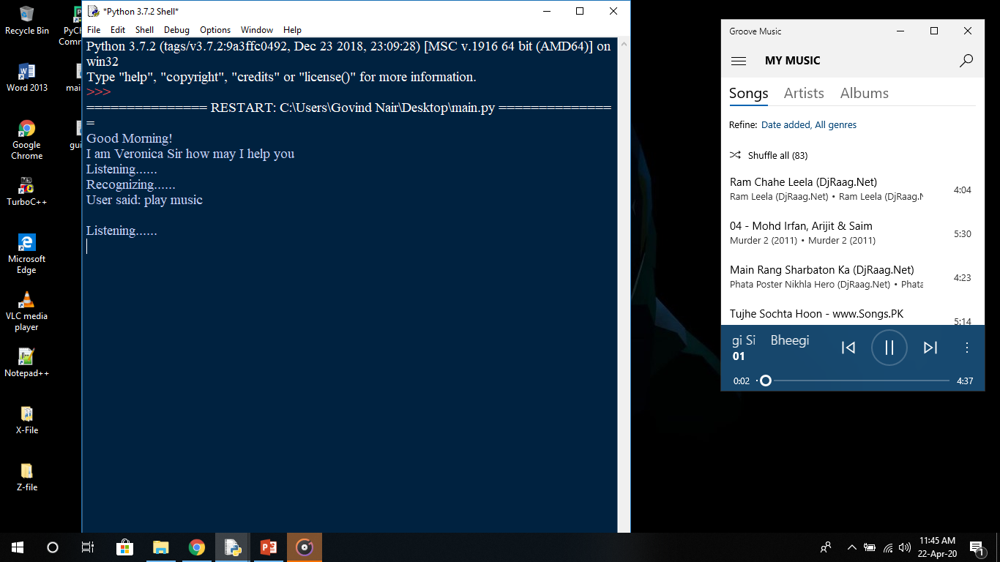 Recycle Bin
PyCh
Comm
Word 2013
mai
Google
Chrome
gui
MS
TurboC++
Microsoft
Edge
VLC media
player
Notepad++
X-File
Z-file
*Python 3.7.2 Shell*
File Edit Shell Debug Options Window Help
Python 3.7.2 (tags/v3.7.2:9a3ffc0492, Dec 23 2018, 23:09:28) [MSC v.1916 64 bit (AMD64)] on
win32
Type "help", "copyright", "credits" or "license()" for more information.
>>>
=============== RESTART: C:\Users\Govind Nair\Desktop\main.py ==============
=
Good Morning!
I am Veronica Sir how may I help you
Listening......
Recognizing......
User said: play music
Listening......
Groove Music
MY MUSIC
Songs Artists Albums
Refine: Date added, All genres
Shuffle all (83)
Ram Chahe Leela (DjRaag.Net)
Ram Leela (DjRaag.Net) • Ram Leela (DjRaag.N
4:04
04 - Mohd Irfan, Arijit & Saim
Murder 2 (2011) • Murder 2 (2011)
5:30
Main Rang Sharbaton Ka (DjRaag.Net)
Phata Poster Nikhla Hero (DjRaag.Net) • Phata
4:23
Tujhe Sochta Hoon - www.Songs.PK
5:14
gi Si Bheegi
01
0:02 4:37
11:45 AM
22-Apr-20
1